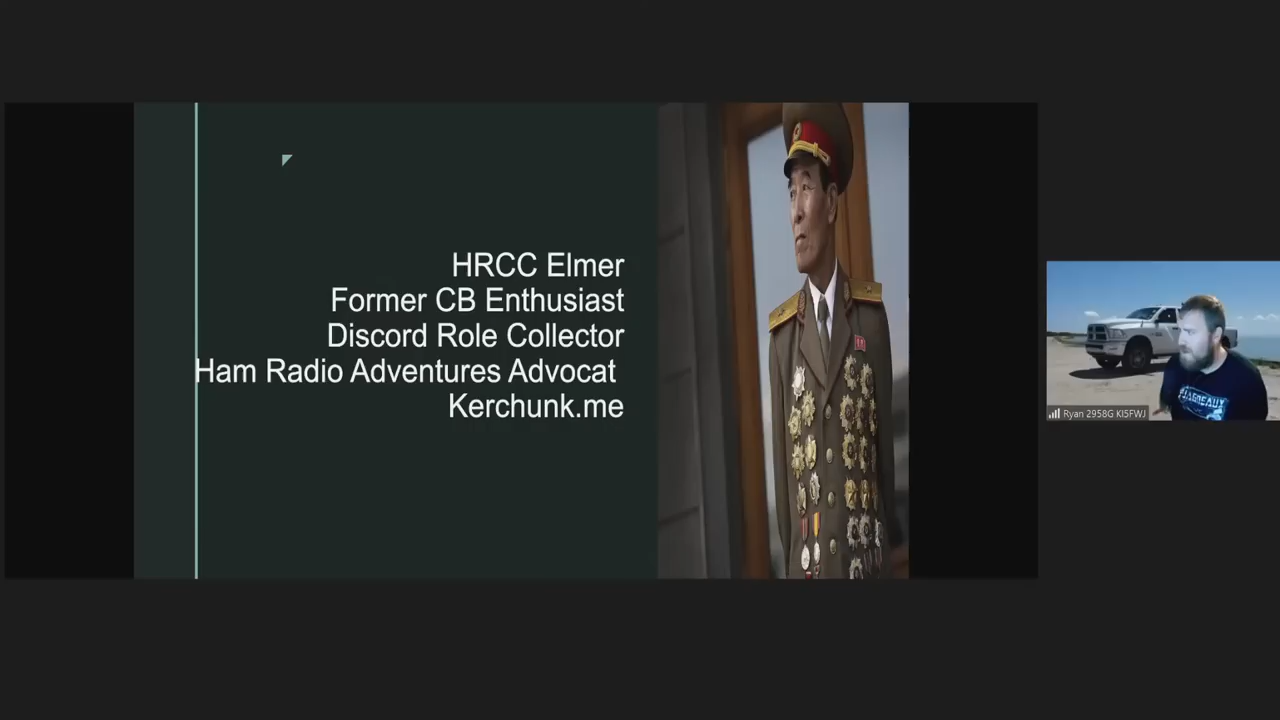 HRCC Elmer
Former CB Enthusiast
Discord Role Collector
Ham Radio Adventures Advocat
Kerchunk.me
Ryan 2958G KI5FWJ